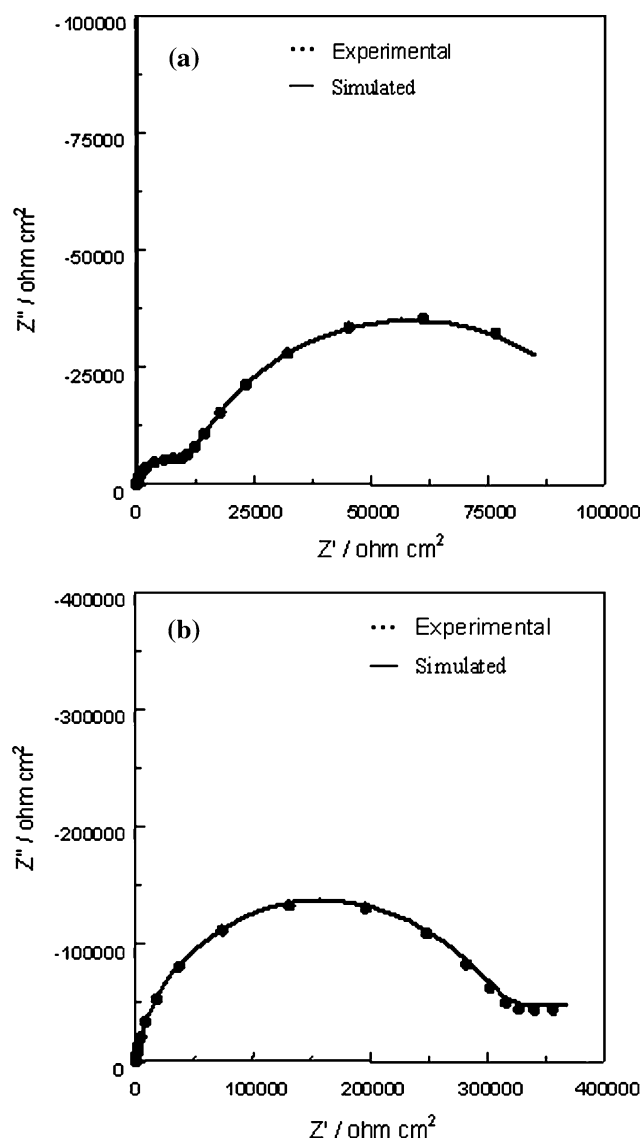 -100000
(a)
••• Experimental
— Simulated
-75000
-50000
-25000
0
Z" / ohm cm²
0 25000 50000 75000 100000
Z' / ohm cm²
-400000
(b)
••• Experimental
— Simulated
-300000
-200000
-100000
0
Z" / ohm cm²
0 100000 200000 300000 400000
Z' / ohm cm²